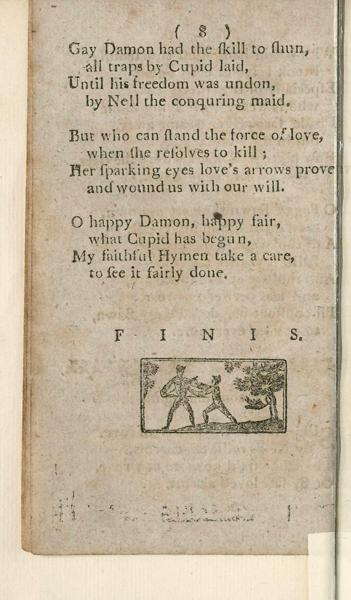 ( 8 )
Gay Damon had the ſkill to ſhun,
all traps by Cupid laid,
Until his freedom was undon,
by Nell the conquring maid.
But who can ſtand the force of love,
when ſhe reſolves to kill ;
Her ſparking eyes love's arrows prove
and wound us with our will.
O happy Damon, happy fair,
what Cupid has begun,
My faithful Hymen take a care,
to ſee it fairly done.
F I N I S.